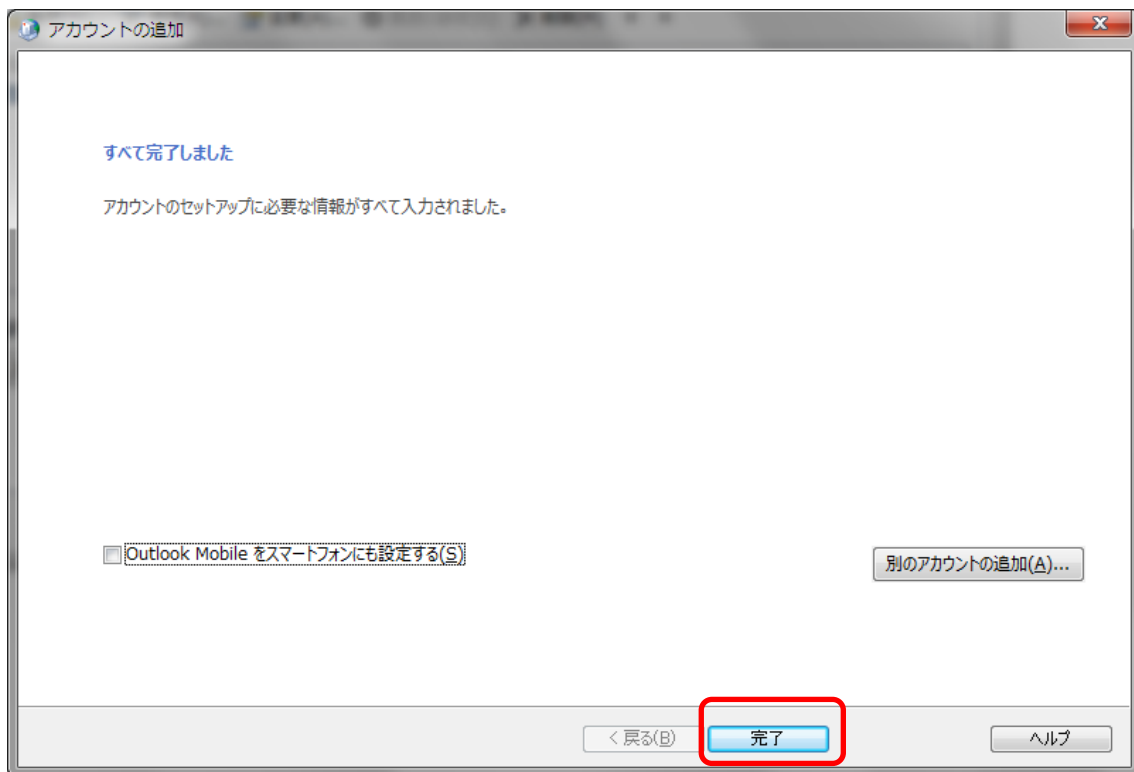 アカウントの追加
すべて完了しました
アカウントのセットアップに必要な情報がすべて入力されました。
Outlook Mobile をスマートフォンにも設定する(S)
別のアカウントの追加(A)...
< 戻る(B)
完了
ヘルプ